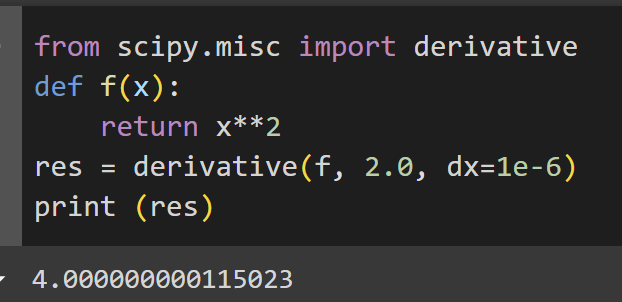 from scipy.misc import derivative
def f(x):
    return x**2
res = derivative(f, 2.0, dx=1e-6)
print (res)
4.000000000115023